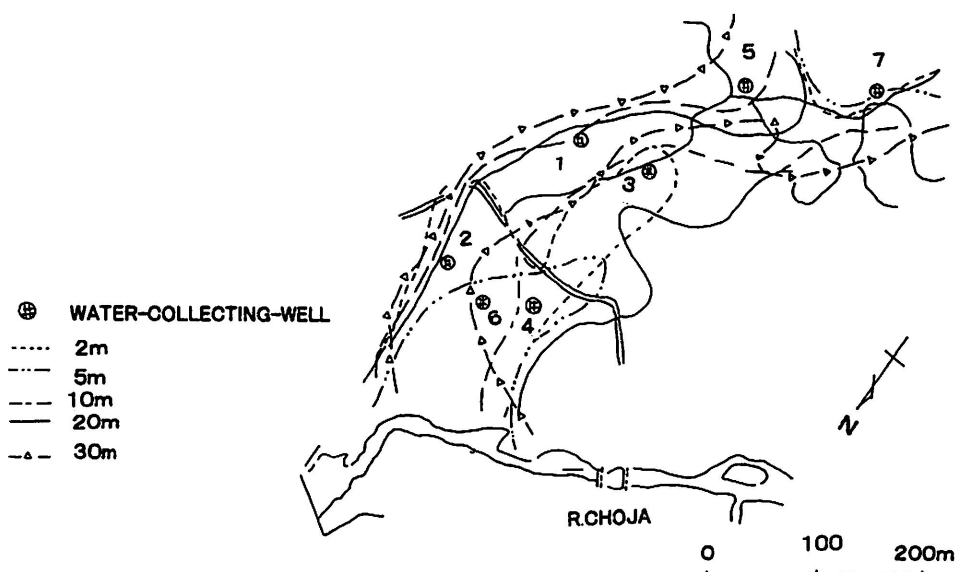 5
7
1
3
2
6
4
WATER-COLLECTING-WELL
2m
5m
10m
20m
30m
N
R.CHOJA
0 100 200m